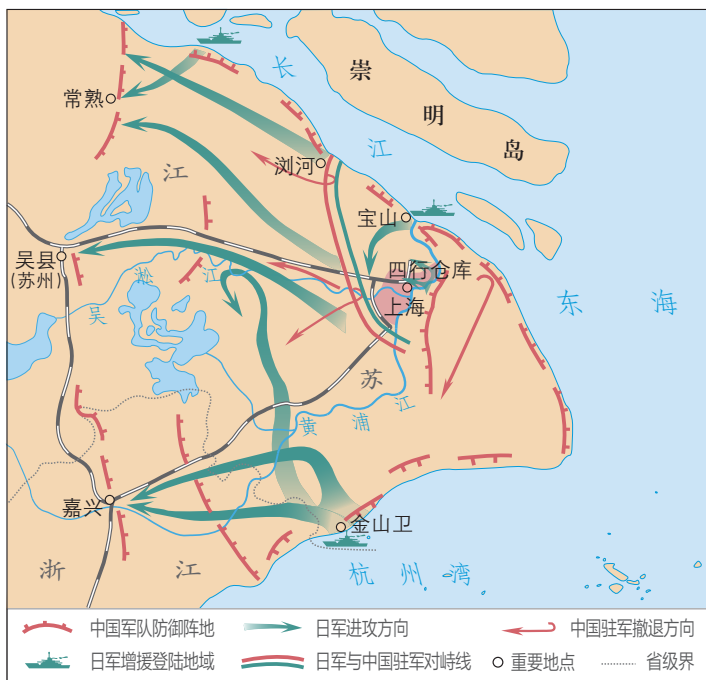 长江
崇明岛
常熟
浏河
江
宝山
吴县
(苏州)
四行仓库
上海
吴淞江
东海
苏
黄浦江
嘉兴
金山卫
浙江
杭州湾
中国军队防御阵地
日军进攻方向
中国驻军撤退方向
日军增援登陆地域
日军与中国驻军对峙线
重要地点
省级界